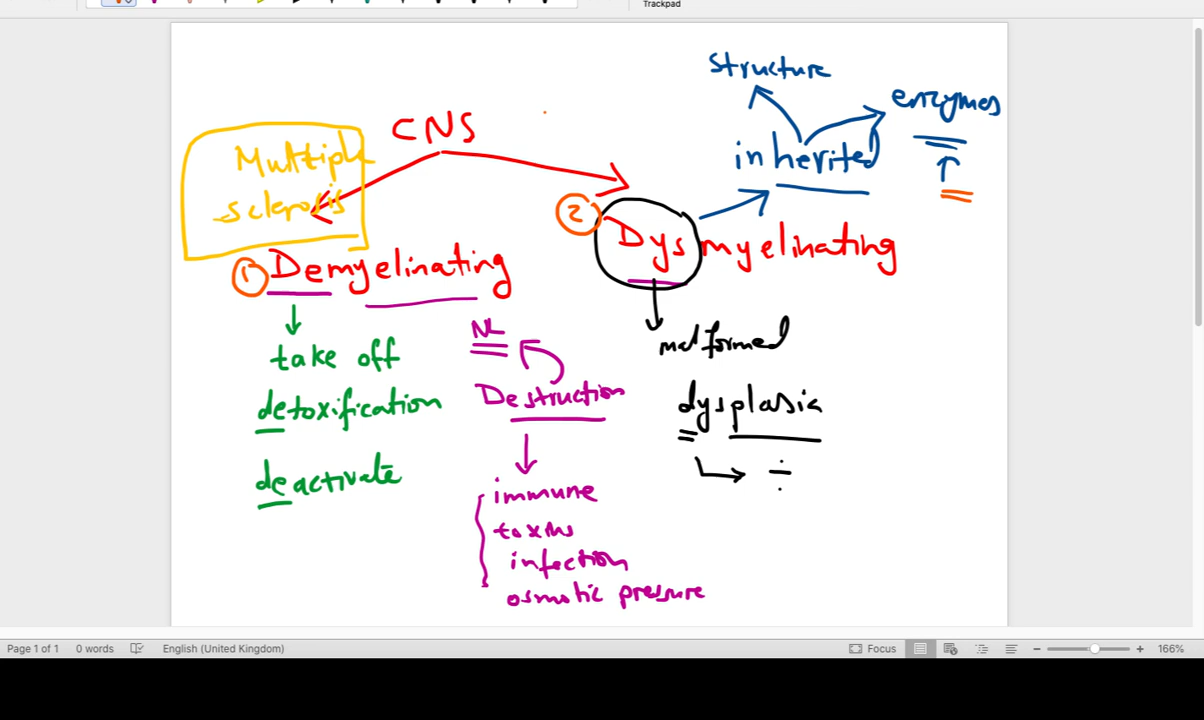 Trackpad
structure
enzymes
CNS
Multiple
sclerosis
inherited
2
Dysmyelinating
1
Demyelinating
NL
malformed
take off
Destruction
detoxification
dysplasia
÷
deactivate
immune
toxins
infection
osmotic pressure
Page 1 of 1 0 words English (United Kingdom) Focus 166%